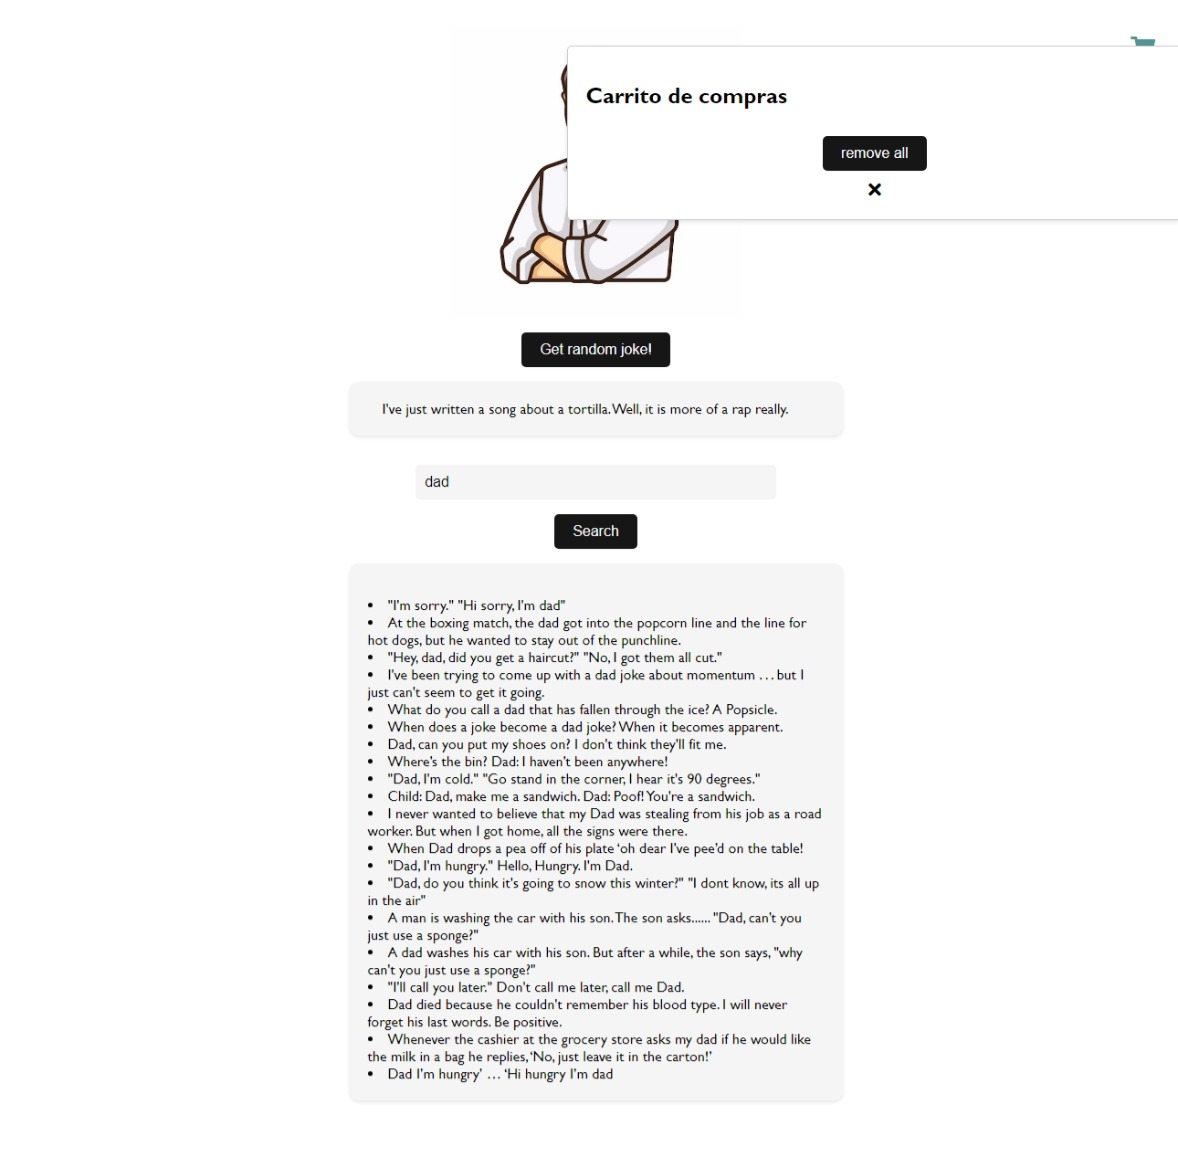 Carrito de compras
remove all
Get random joke!
I've just written a song about a tortilla. Well, it is more of a rap really.
dad
Search
• "I'm sorry." "Hi sorry, I'm dad"
• At the boxing match, the dad got into the popcorn line and the line for
hot dogs, but he wanted to stay out of the punchline.
• "Hey, dad, did you get a haircut?" "No, I got them all cut."
• I've been trying to come up with a dad joke about momentum . . . but I
just can't seem to get it going.
• What do you call a dad that has fallen through the ice? A Popsicle.
• When does a joke become a dad joke? When it becomes apparent.
• Dad, can you put my shoes on? I don't think they'll fit me.
• Where's the bin? Dad: I haven't been anywhere!
• "Dad, I'm cold." "Go stand in the corner, I hear it's 90 degrees."
• Child: Dad, make me a sandwich. Dad: Poof! You're a sandwich.
• I never wanted to believe that my Dad was stealing from his job as a road
worker. But when I got home, all the signs were there.
• When Dad drops a pea off of his plate ‘oh dear I've pee'd on the table!
• "Dad, I'm hungry." Hello, Hungry. I'm Dad.
• "Dad, do you think it's going to snow this winter?" "I dont know, its all up
in the air"
• A man is washing the car with his son. The son asks...... "Dad, can't you
just use a sponge?"
• A dad washes his car with his son. But after a while, the son says, "why
can't you just use a sponge?"
• "I'll call you later." Don't call me later, call me Dad.
• Dad died because he couldn't remember his blood type. I will never
forget his last words. Be positive.
• Whenever the cashier at the grocery store asks my dad if he would like
the milk in a bag he replies, ‘No, just leave it in the carton!’
• Dad I'm hungry’ … ‘Hi hungry I'm dad